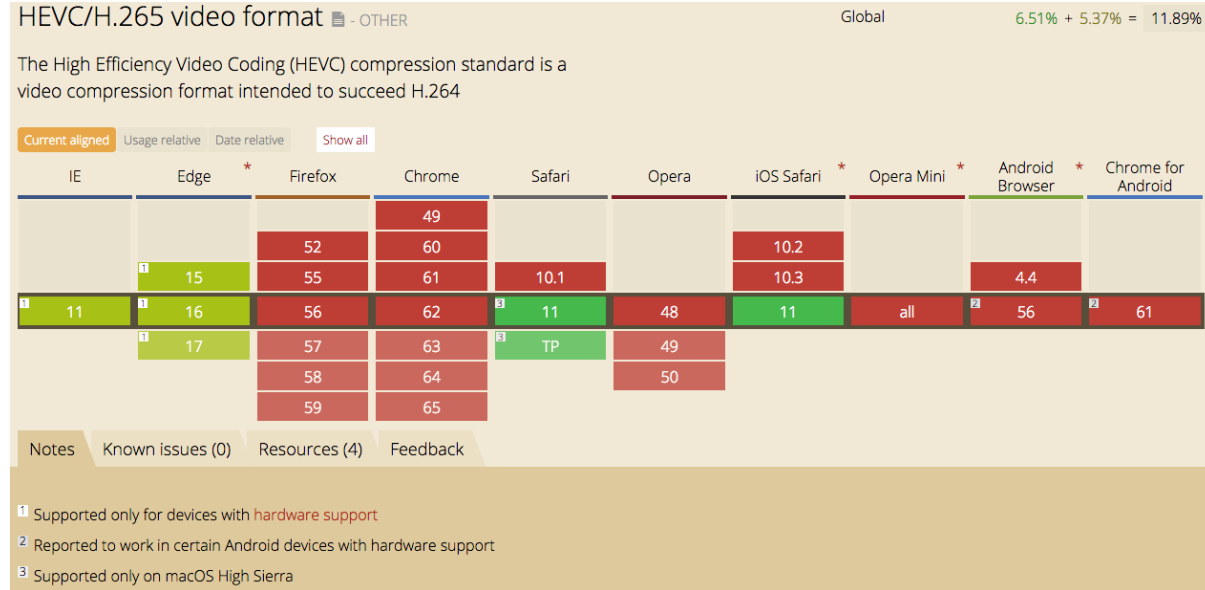 HEVC/H.265 video format - OTHER
Global 6.51% + 5.37% = 11.89%
The High Efficiency Video Coding (HEVC) compression standard is a
video compression format intended to succeed H.264
Current aligned Usage relative Date relative Show all
IE Edge * Firefox Chrome Safari Opera iOS Safari * Opera Mini * Android Browser * Chrome for Android
49
52 60 10.2
1 15 55 61 10.1 10.3 4.4
1 11 1 16 56 62 3 11 48 11 all 2 56 2 61
1 17 57 63 3 TP 49
58 64 50
59 65
Notes Known issues (0) Resources (4) Feedback
1 Supported only for devices with hardware support
2 Reported to work in certain Android devices with hardware support
3 Supported only on macOS High Sierra